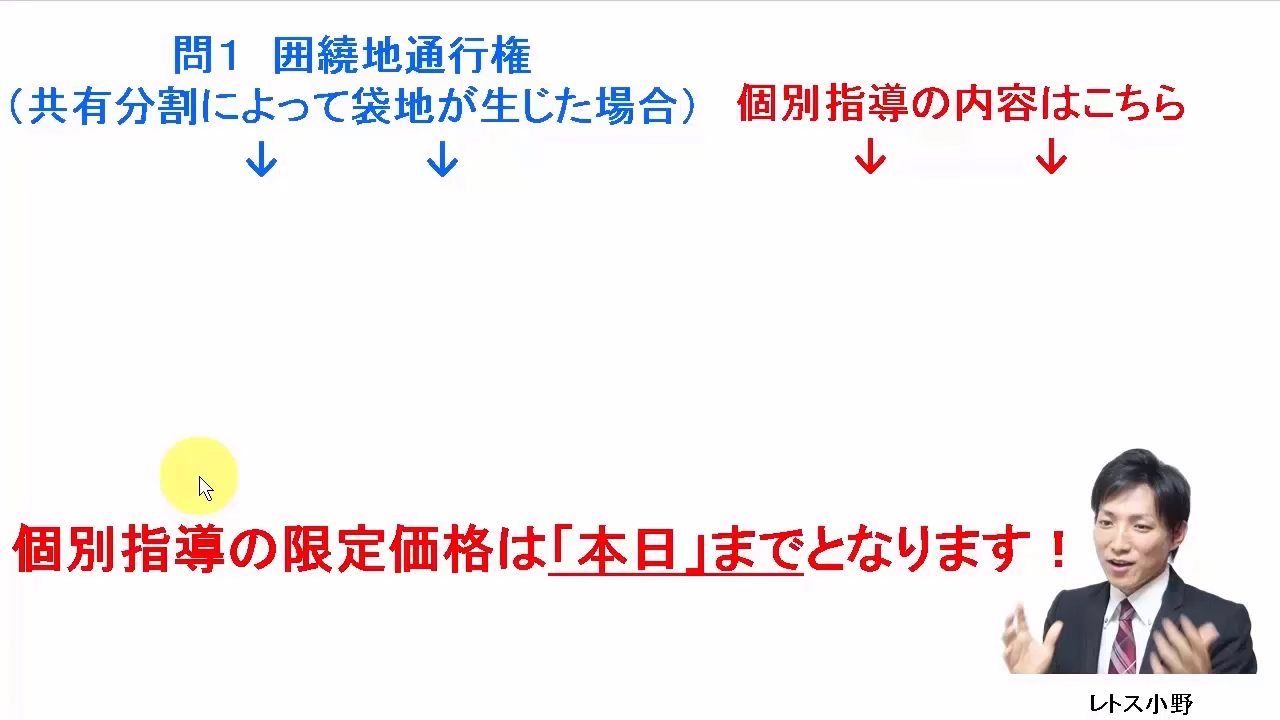 問１　囲繞地通行権
（共有分割によって袋地が生じた場合）
↓　↓
個別指導の内容はこちら
↓　↓
個別指導の限定価格は「本日」までとなります！
レトス小野